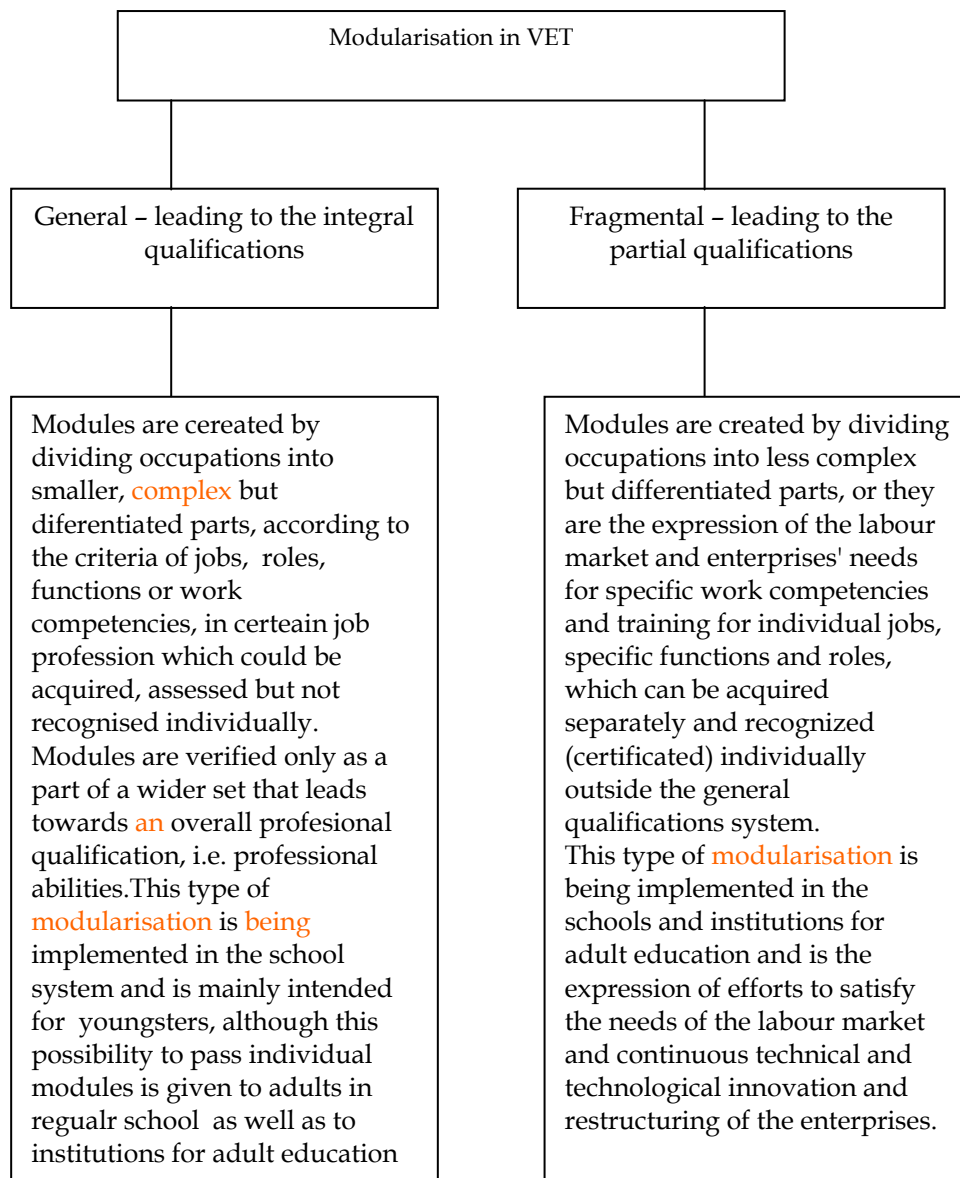 Modularisation in VET
General – leading to the integral
qualifications
Fragmental – leading to the
partial qualifications
Modules are cereated by
dividing occupations into
smaller, complex but
diferentiated parts, according to
the criteria of jobs, roles,
functions or work
competencies, in certeain job
profession which could be
acquired, assessed but not
recognised individually.
Modules are verified only as a
part of a wider set that leads
towards an overall profesional
qualification, i.e. professional
abilities.This type of
modularisation is being
implemented in the school
system and is mainly intended
for youngsters, although this
possibility to pass individual
modules is given to adults in
regualr school as well as to
institutions for adult education
Modules are created by dividing
occupations into less complex
but differentiated parts, or they
are the expression of the labour
market and enterprises' needs
for specific work competencies
and training for individual jobs,
specific functions and roles,
which can be acquired
separately and recognized
(certificated) individually
outside the general
qualifications system.
This type of modularisation is
being implemented in the
schools and institutions for
adult education and is the
expression of efforts to satisfy
the needs of the labour market
and continuous technical and
technological innovation and
restructuring of the enterprises.